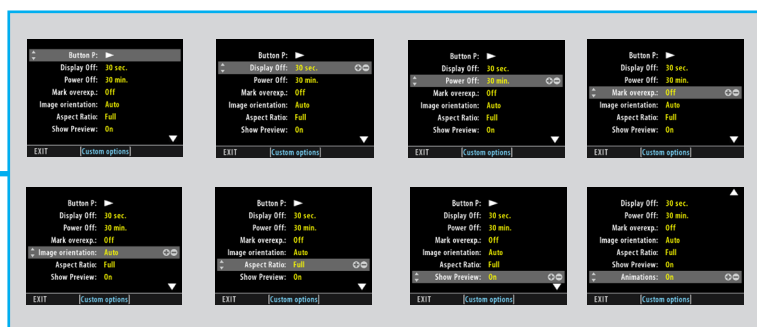 Button P:
Display Off: 30 sec.
Power Off: 30 min.
Mark overexp.: Off
Image orientation: Auto
Aspect Ratio: Full
Show Preview: On
EXIT Custom options
Button P:
Display Off: 30 sec.
Power Off: 30 min.
Mark overexp.: Off
Image orientation: Auto
Aspect Ratio: Full
Show Preview: On
EXIT Custom options
Button P:
Display Off: 30 sec.
Power Off: 30 min.
Mark overexp.: Off
Image orientation: Auto
Aspect Ratio: Full
Show Preview: On
EXIT Custom options
Button P:
Display Off: 30 sec.
Power Off: 30 min.
Mark overexp.: Off
Image orientation: Auto
Aspect Ratio: Full
Show Preview: On
EXIT Custom options
Button P:
Display Off: 30 sec.
Power Off: 30 min.
Mark overexp.: Off
Image orientation: Auto
Aspect Ratio: Full
Show Preview: On
EXIT Custom options
Button P:
Display Off: 30 sec.
Power Off: 30 min.
Mark overexp.: Off
Image orientation: Auto
Aspect Ratio: Full
Show Preview: On
EXIT Custom options
Button P:
Display Off: 30 sec.
Power Off: 30 min.
Mark overexp.: Off
Image orientation: Auto
Aspect Ratio: Full
Show Preview: On
EXIT Custom options
Display Off: 30 sec.
Power Off: 30 min.
Mark overexp.: Off
Image orientation: Auto
Aspect Ratio: Full
Show Preview: On
Animations: On
EXIT Custom options